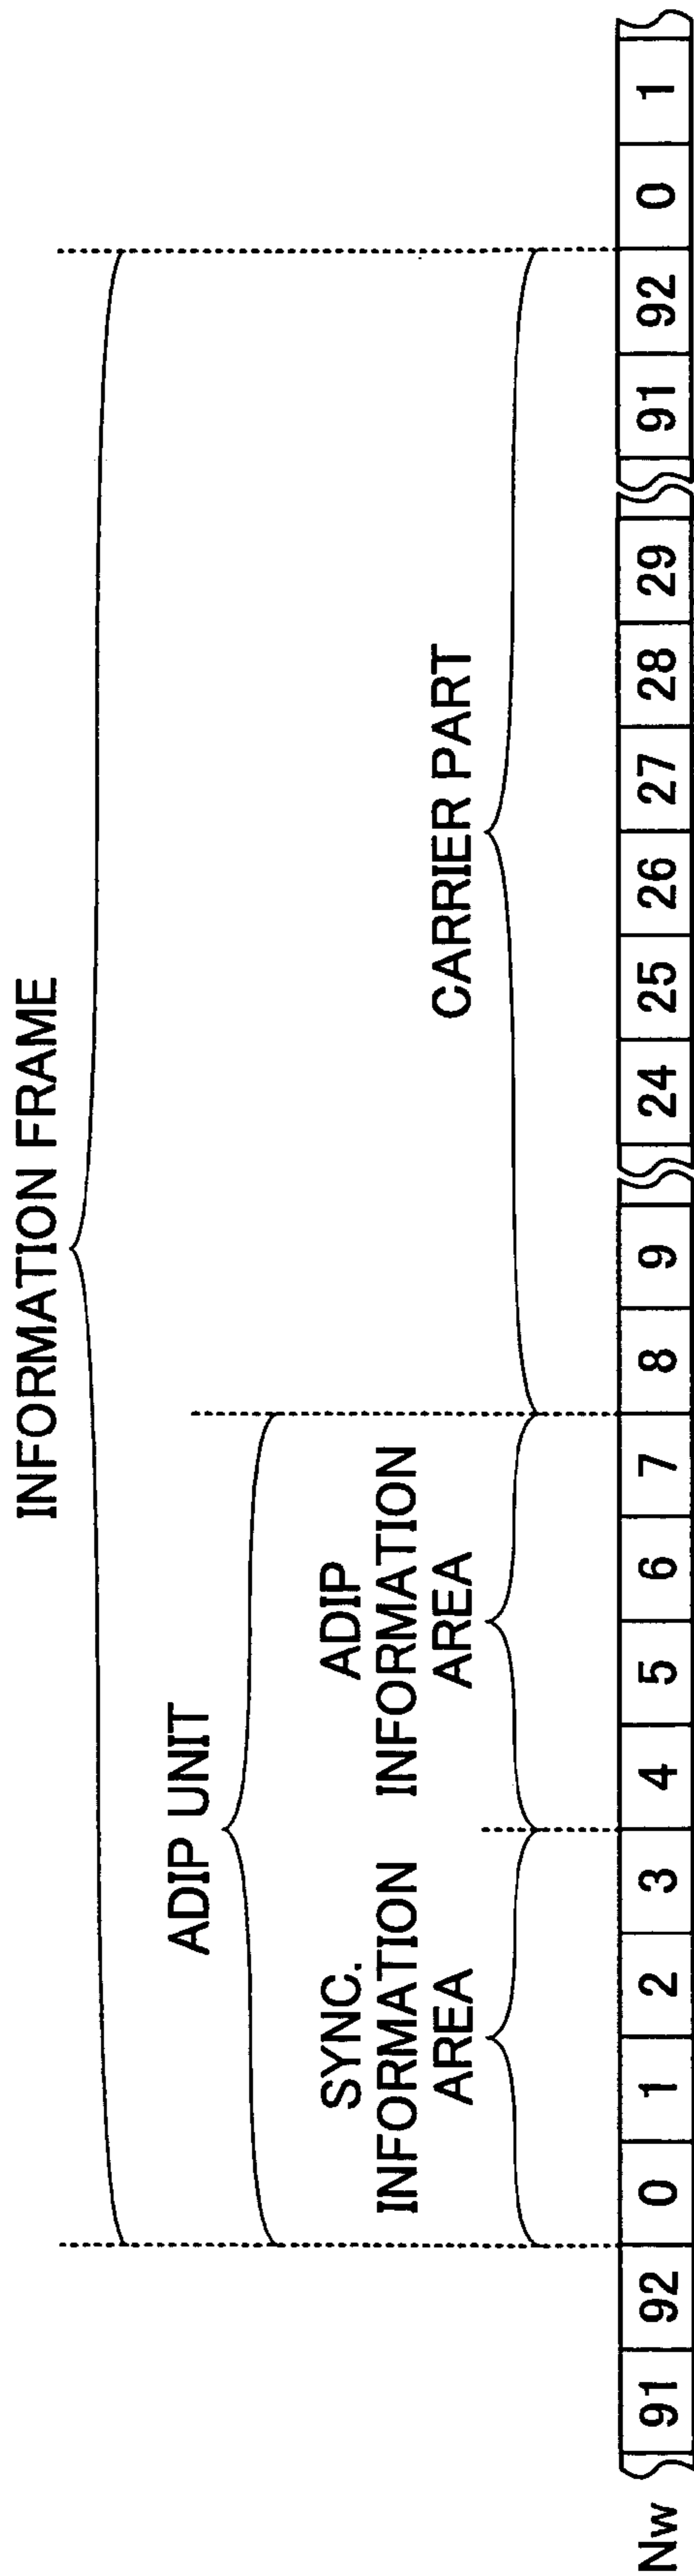 INFORMATION FRAME
ADIP UNIT
SYNC.
INFORMATION
AREA
ADIP
INFORMATION
AREA
CARRIER PART
Nw 91 92 0 1 2 3 4 5 6 7 8 9 24 25 26 27 28 29 91 92 0 1